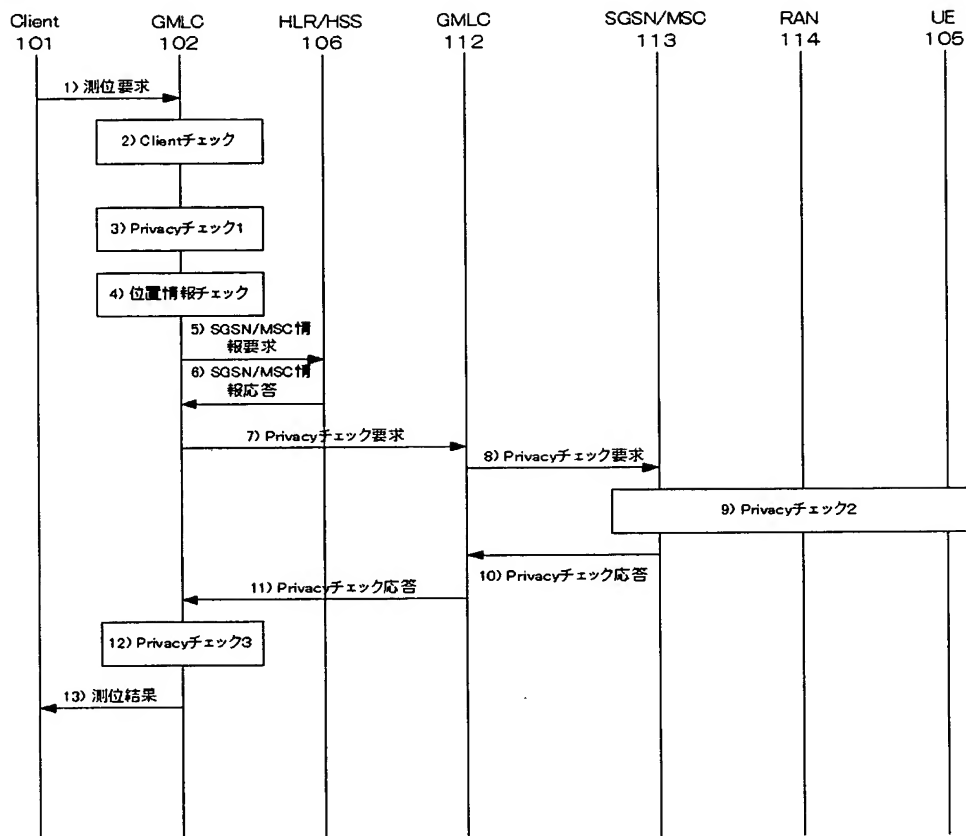 Client GMLC HLR/HSS GMLC SGSN/MSC RAN UE
101 102 106 112 113 114 105
1) 測位要求
2) Clientチェック
3) Privacyチェック1
4) 位置情報チェック
5) SGSN/MSC情
報要求
6) SGSN/MSC情
報応答
7) Privacyチェック要求
8) Privacyチェック要求
9) Privacyチェック2
10) Privacyチェック応答
11) Privacyチェック応答
12) Privacyチェック3
13) 測位結果